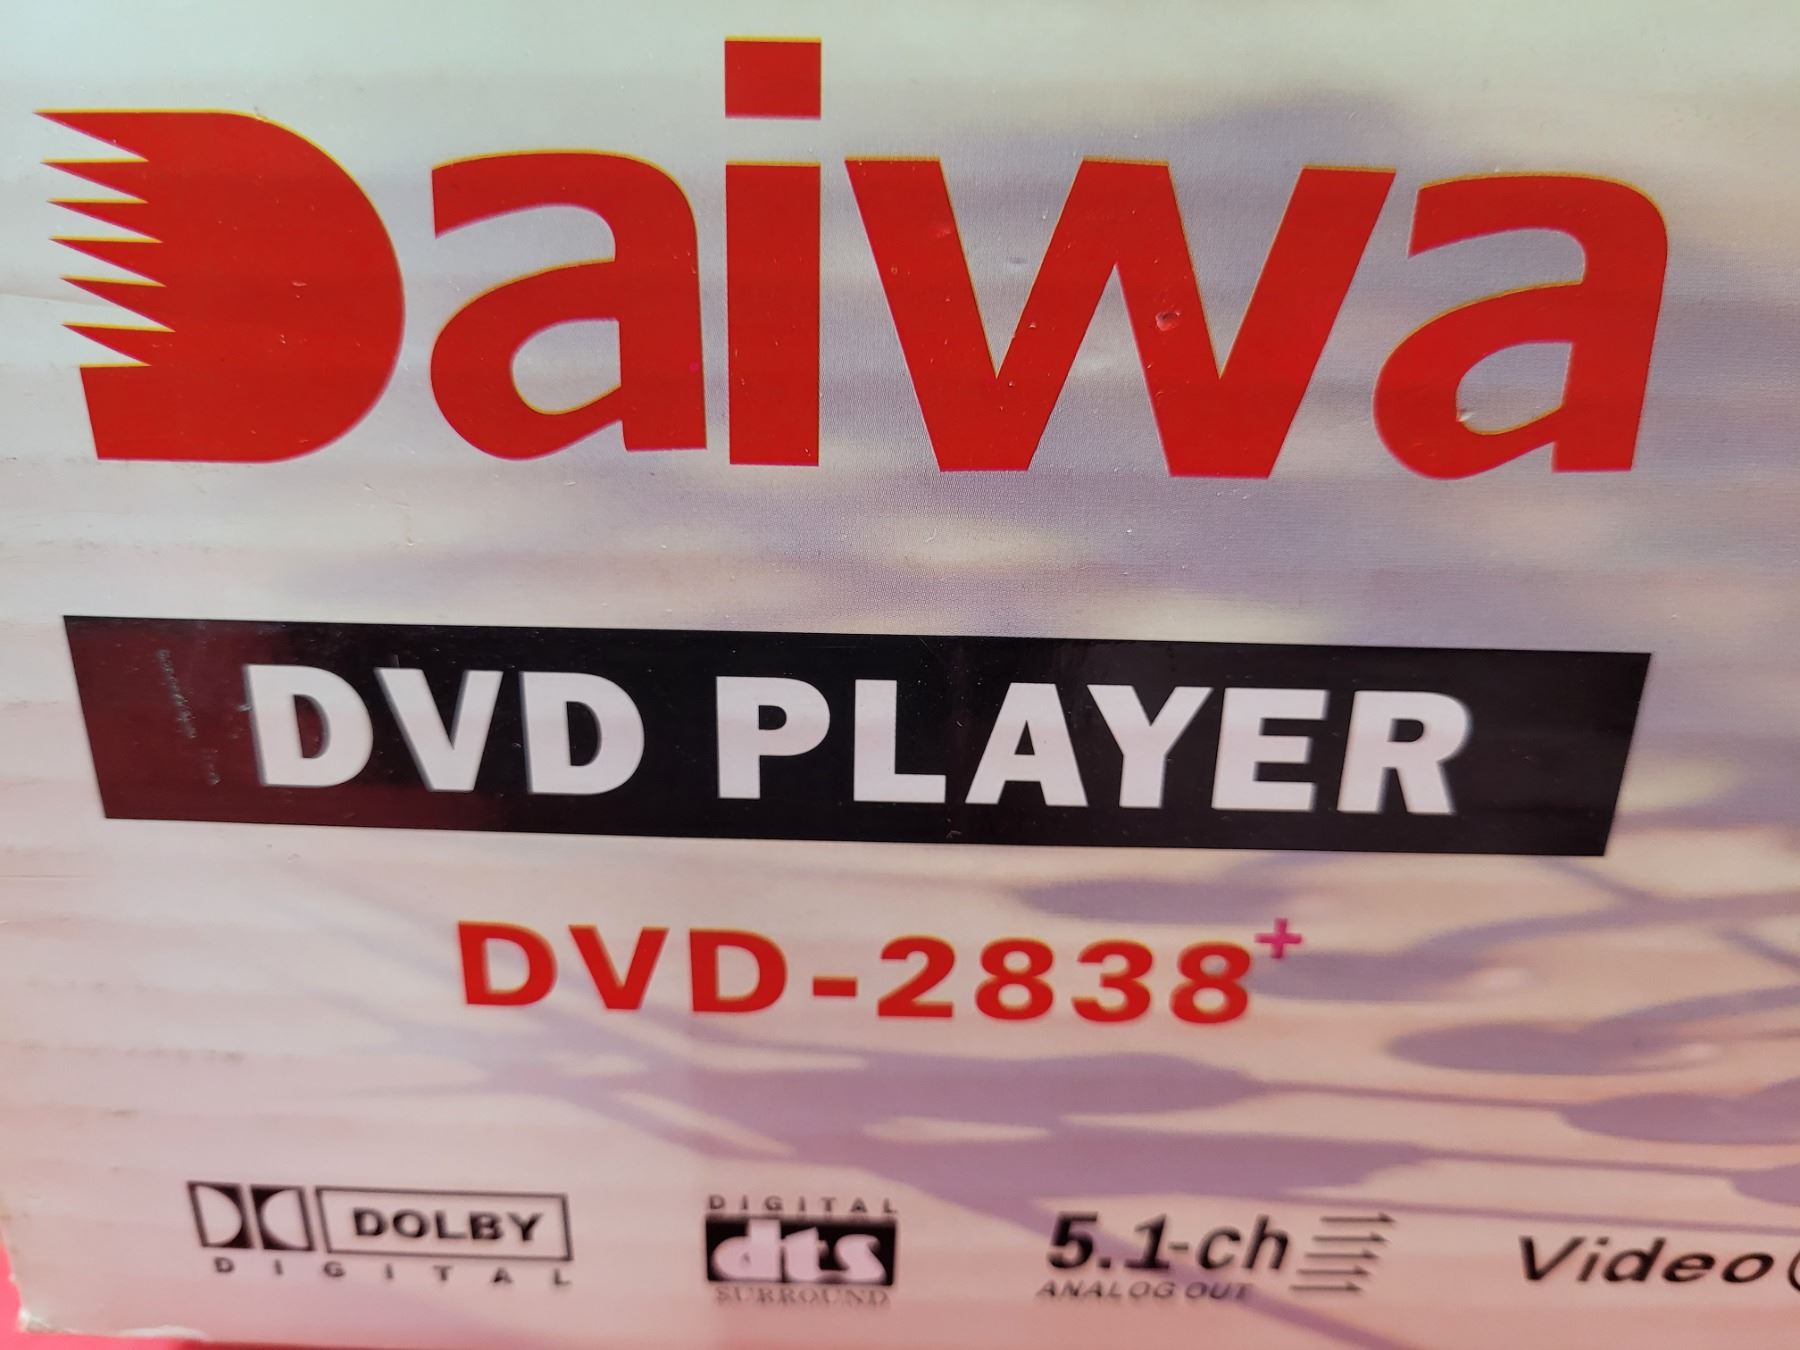 Daiwa
DVD PLAYER
DVD-2838+
DOLBY
DIGITAL
DIGITAL
dts
SURROUND
5.1-ch
ANALOG OUT
Video